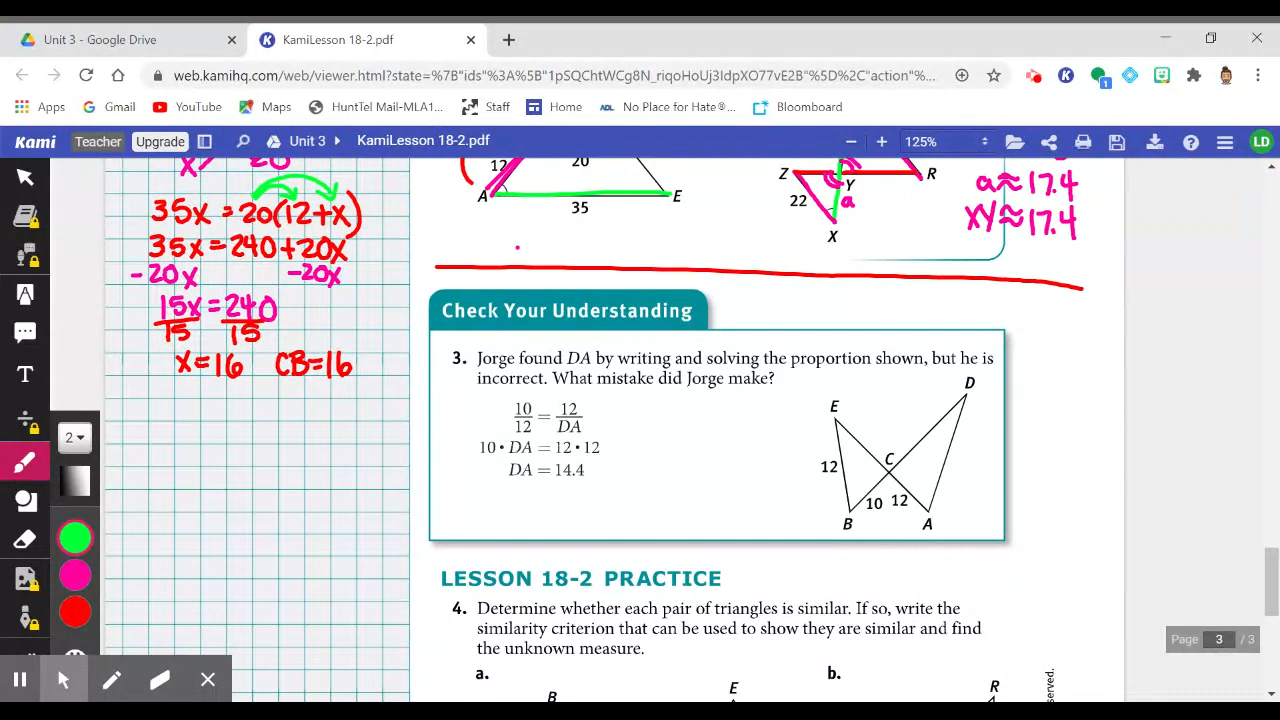 Unit 3 - Google Drive
KamiLesson 18-2.pdf
web.kamihq.com/web/viewer.html?state=%7B"ids"%3A%5B"1pSQChtWCg8N_riqoHoUj3IdpXO77vE2B"%5D%2C"action"%...
Apps
Gmail
YouTube
Maps
HuntTel Mail-MLA1...
Staff
Home
ADL
No Place for Hate...
Bloomboard
Kami
Teacher
Upgrade
Unit 3
KamiLesson 18-2.pdf
125%
LD
35x = 20(12+x)
35x = 240+20x
-20x -20x
15x = 240
15 15
x = 16 CB=16
12
20
A
E
35
Z
Y
R
22
a
X
a ≈ 17.4
XY ≈ 17.4
Check Your Understanding
3. Jorge found DA by writing and solving the proportion shown, but he is
incorrect. What mistake did Jorge make?
10/12 = 12/DA
10 • DA = 12 • 12
DA = 14.4
D
E
C
12
10
12
B
A
LESSON 18-2 PRACTICE
4. Determine whether each pair of triangles is similar. If so, write the
similarity criterion that can be used to show they are similar and find
the unknown measure.
a.
b.
B
E
R
served.
2
Page 3 / 3